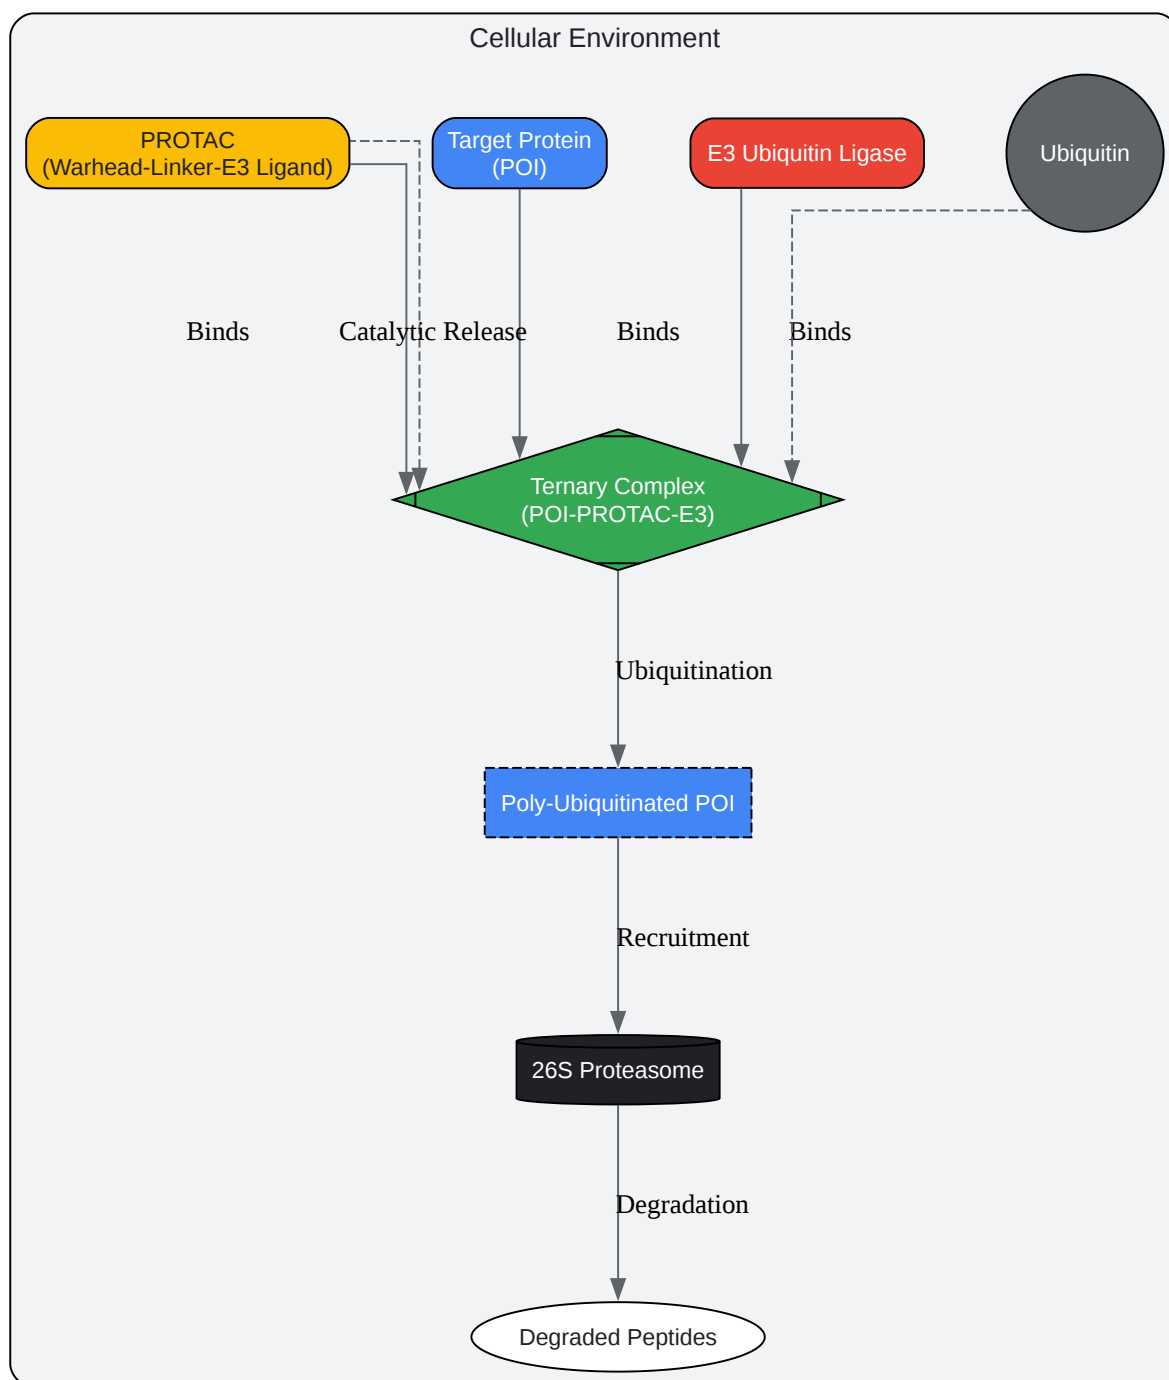 Cellular Environment
PROTAC
(Warhead-Linker-E3 Ligand)
Target Protein
(POI)
E3 Ubiquitin Ligase
Ubiquitin
Binds
Catalytic Release
Binds
Binds
Ternary Complex
(POI-PROTAC-E3)
Ubiquitination
Poly-Ubiquitinated POI
Recruitment
26S Proteasome
Degradation
Degraded Peptides